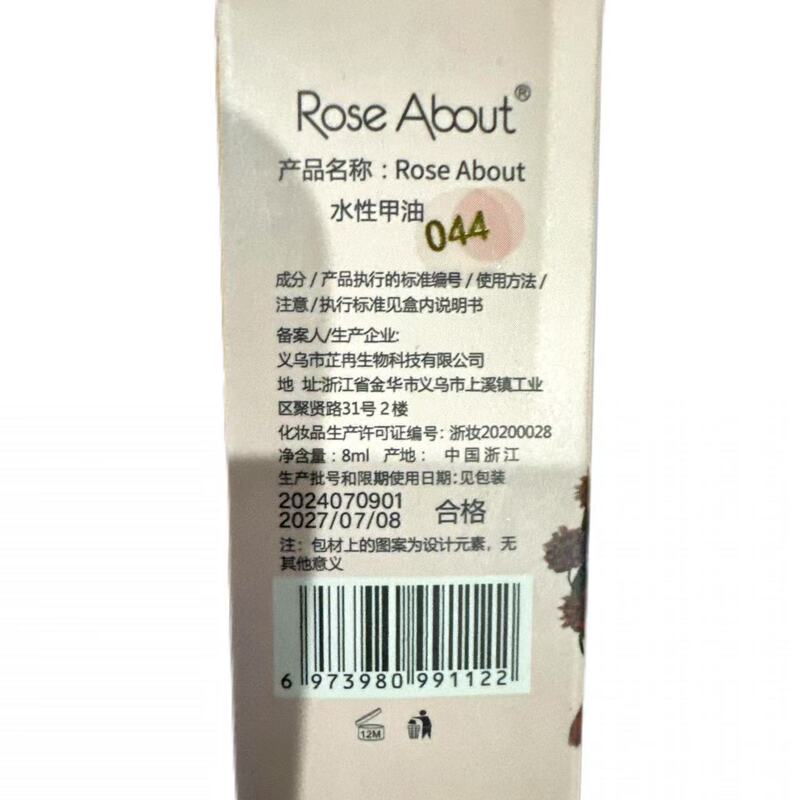 Rose About®
产品名称：Rose About
水性甲油
044
成分/产品执行的标准编号/使用方法/
注意/执行标准见盒内说明书
备案人/生产企业:
义乌市芷冉生物科技有限公司
地 址:浙江省金华市义乌市上溪镇工业
区聚贤路31号2楼
化妆品生产许可证编号：浙妆20200028
净含量：8ml 产地： 中国浙江
生产批号和限期使用日期：见包装
2024070901
2027/07/08 合格
注：包材上的图案为设计元素，无
其他意义
6 973980 991122
12M